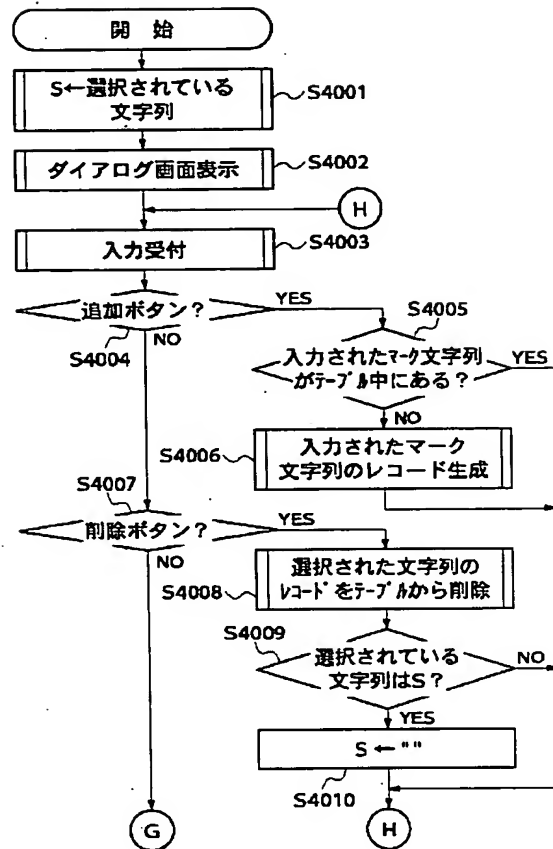 開 始
S←選択されている
文字列
S4001
ダイアログ画面表示
S4002
H
入力受付
S4003
追加ボタン?
YES
S4004
NO
S4005
入力されたマーク文字列
がテーブル中にある?
YES
NO
S4006
入力されたマーク
文字列のレコード生成
S4007
削除ボタン?
YES
NO
選択された文字列の
レコードをテーブルから削除
S4008
S4009
選択されている
文字列はS?
NO
YES
S ← ""
S4010
G
H